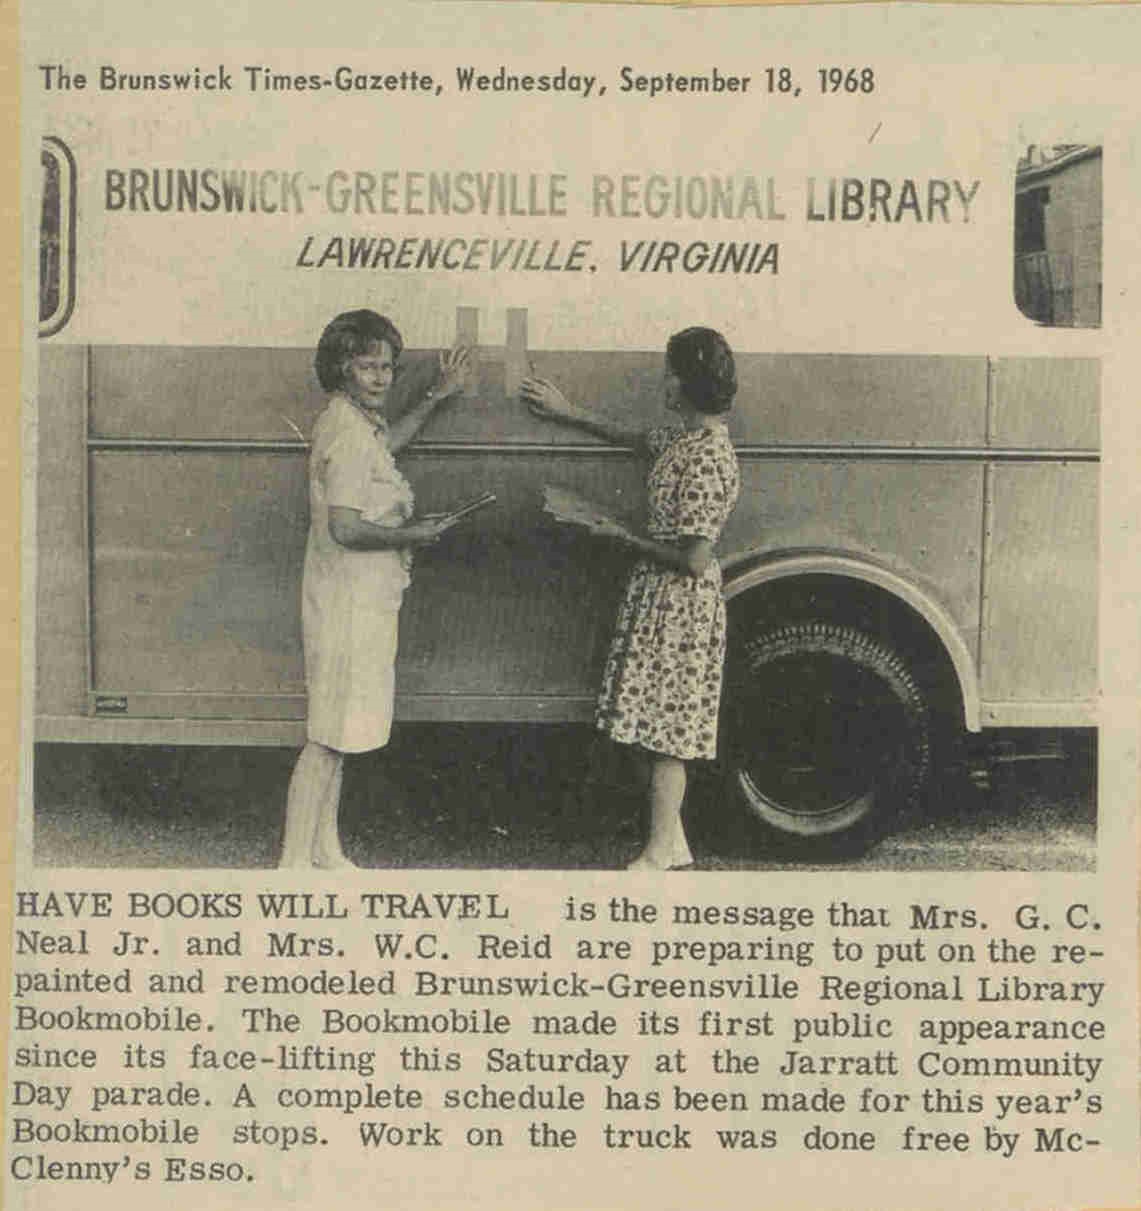 The Brunswick Times-Gazette, Wednesday, September 18, 1968
BRUNSWICK-GREENSVILLE REGIONAL LIBRARY
LAWRENCEVILLE, VIRGINIA
HAVE BOOKS WILL TRAVEL is the message that Mrs. G. C.
Neal Jr. and Mrs. W.C. Reid are preparing to put on the re-
painted and remodeled Brunswick-Greensville Regional Library
Bookmobile. The Bookmobile made its first public appearance
since its face-lifting this Saturday at the Jarratt Community
Day parade. A complete schedule has been made for this year's
Bookmobile stops. Work on the truck was done free by Mc-
Clenny's Esso.